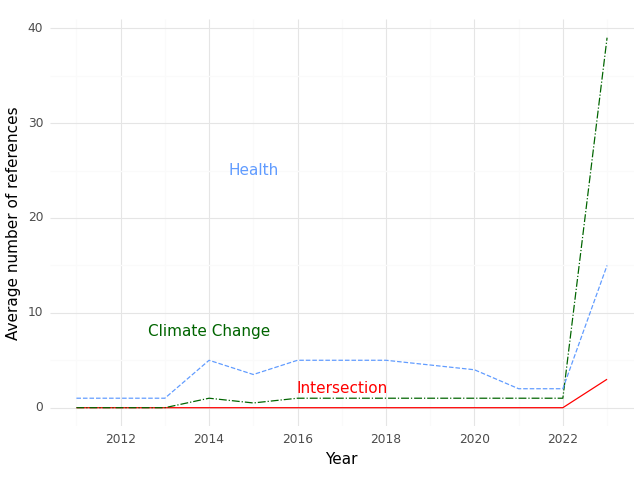 40
30
20
10
0
Average number of references
Health
Climate Change
Intersection
2012
2014
2016
2018
2020
2022
Year